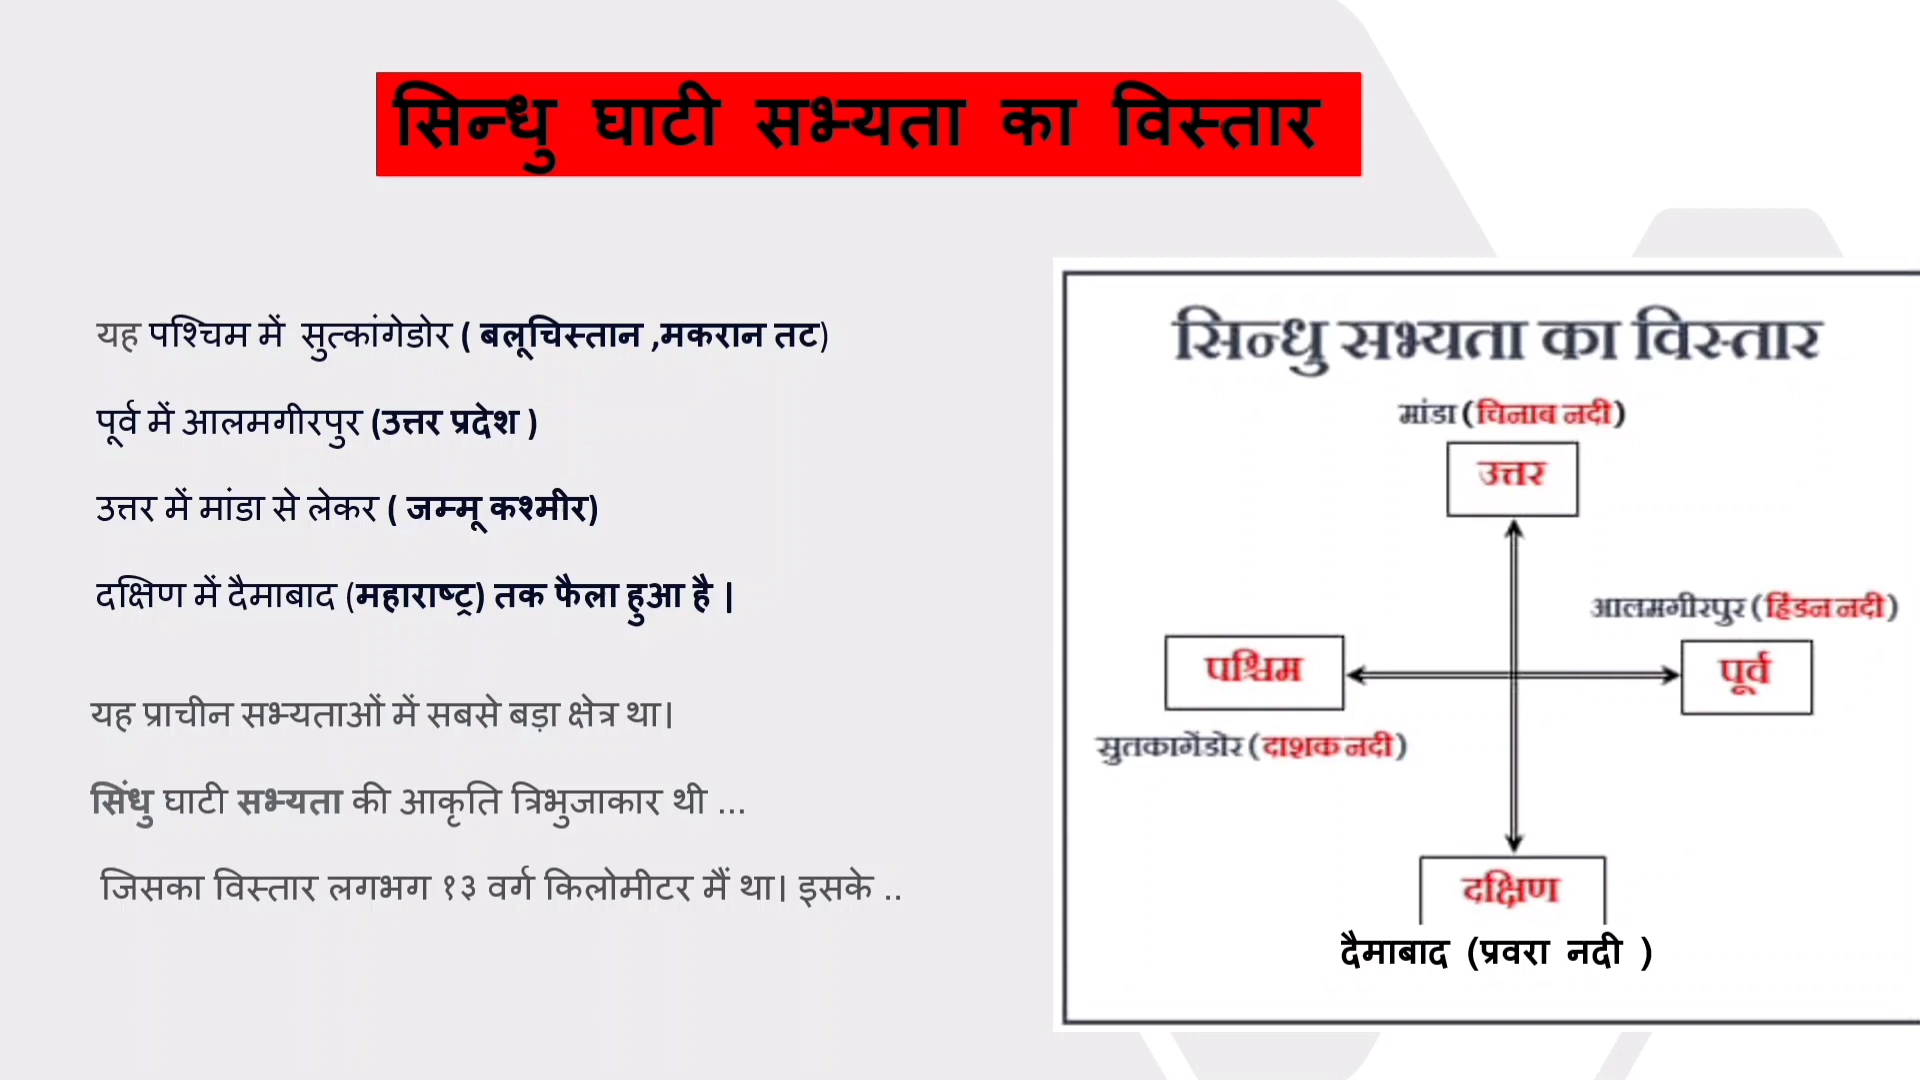 सिन्धु घाटी सभ्यता का विस्तार
यह पश्चिम में सुत्कांगेडोर ( बलूचिस्तान ,मकरान तट)
पूर्व में आलमगीरपुर (उत्तर प्रदेश )
उत्तर में मांडा से लेकर ( जम्मू कश्मीर)
दक्षिण में दैमाबाद (महाराष्ट्र) तक फैला हुआ है |
यह प्राचीन सभ्यताओं में सबसे बड़ा क्षेत्र था।
सिंधु घाटी सभ्यता की आकृति त्रिभुजाकार थी ...
जिसका विस्तार लगभग १३ वर्ग किलोमीटर मैं था। इसके ..
सिन्धु सभ्यता का विस्तार
मांडा (चिनाब नदी)
उत्तर
आलमगीरपुर (हिंडन नदी)
पश्चिम
पूर्व
सुतकागेंडोर (दाशक नदी)
दक्षिण
दैमाबाद (प्रवरा नदी )